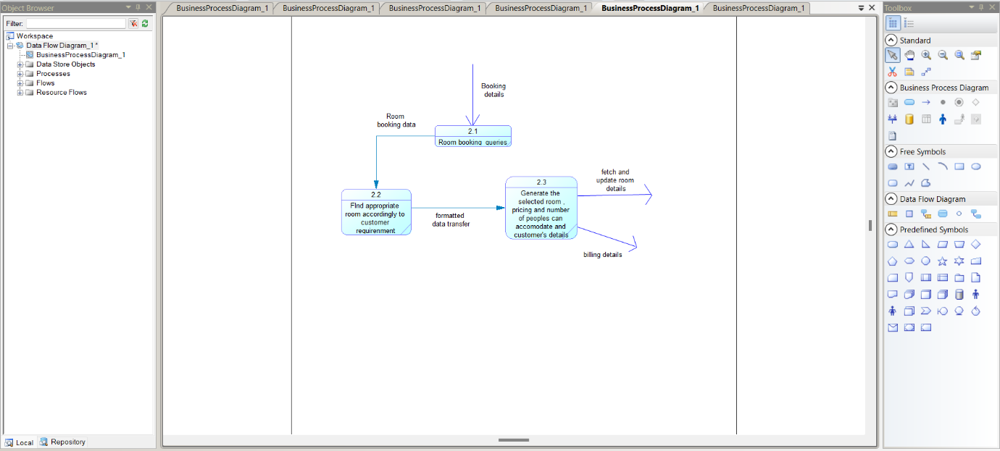 Object Browser
BusinessProcessDiagram_1
BusinessProcessDiagram_1
BusinessProcessDiagram_1
BusinessProcessDiagram_1
BusinessProcessDiagram_1
BusinessProcessDiagram_1
Toolbox
Filter:
Workspace
Data Flow Diagram_1 *
BusinessProcessDiagram_1
Data Store Objects
Processes
Flows
Resource Flows
Local
Repository
Booking
details
Room
booking data
2.1
Room booking queries
2.2
FInd appropriate
room accordingly to
customer
requirenment
formatted
data transfer
2.3
Generate the
selected room ,
pricing and number
of peoples can
accomodate and
customer's details
fetch and
update room
details
billing details
Standard
Business Process Diagram
Free Symbols
Data Flow Diagram
Predefined Symbols